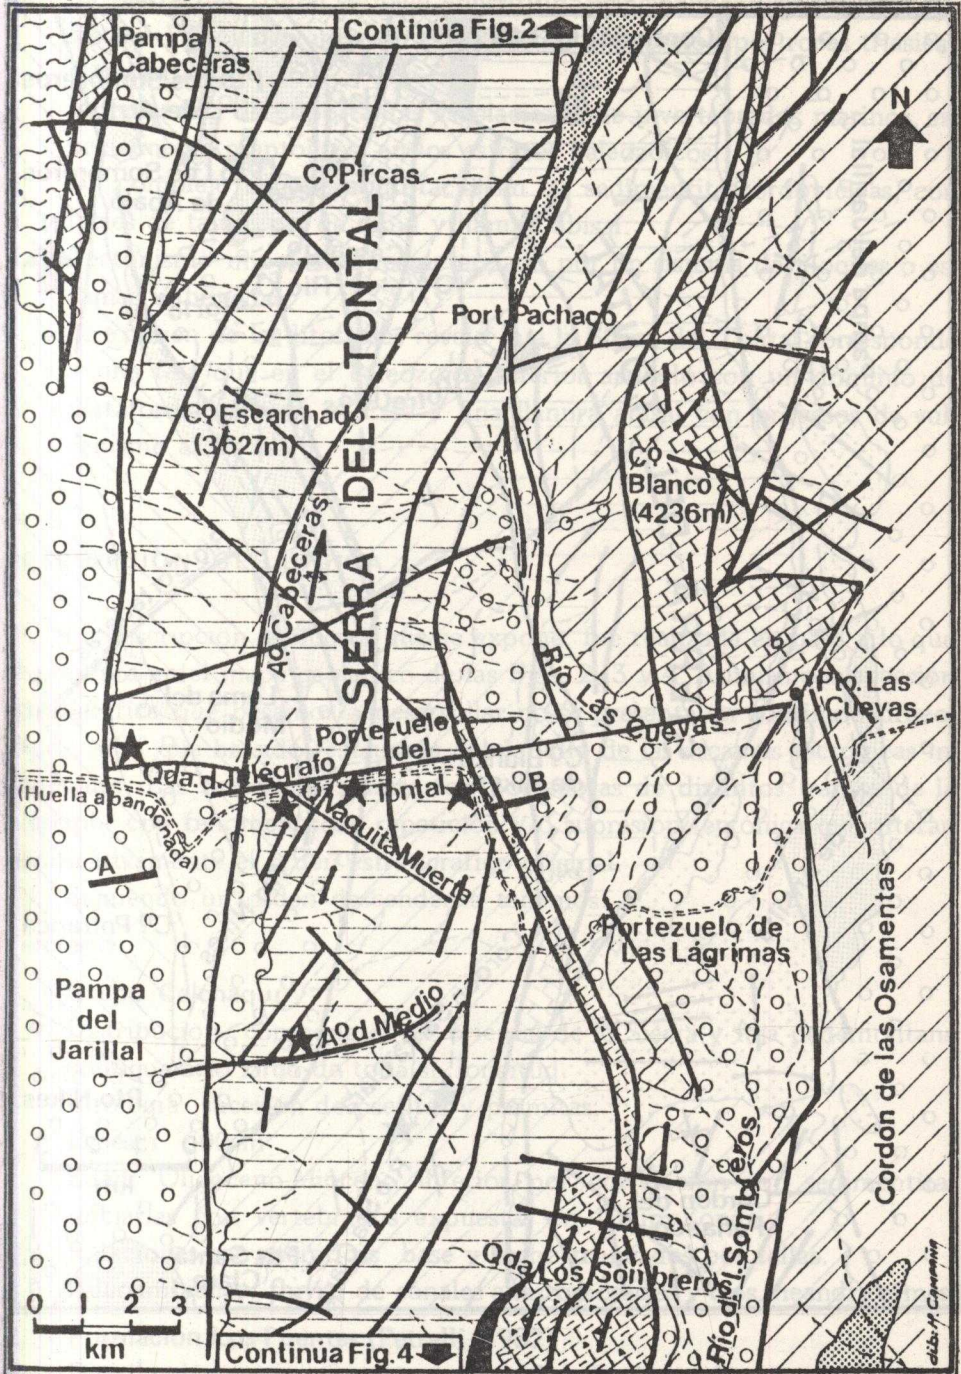 Continúa Fig.2
Pampa
Cabeceras
N
Cº Pircas
SIERRA DEL TONTAL
Port. Pachaco
Cº Escarchado
(3627m)
Cº
Blanco
(4236m)
Aº Cabeceras
Río Las Cuevas
Pto. Las
Cuevas
Portezuelo
del
Tontal
Qda. d. Telégrafo
(Huella abandonada)
Q. Vaquita Muerta
A
B
Portezuelo de
Las Lágrimas
Cordón de las Osamentas
Pampa
del
Jarillal
Aº. d. Medio
Qda. Los Sombreros
Río d. l. Sombreros
0 1 2 3
km
Continúa Fig.4
dib: M. CAMPAÑA